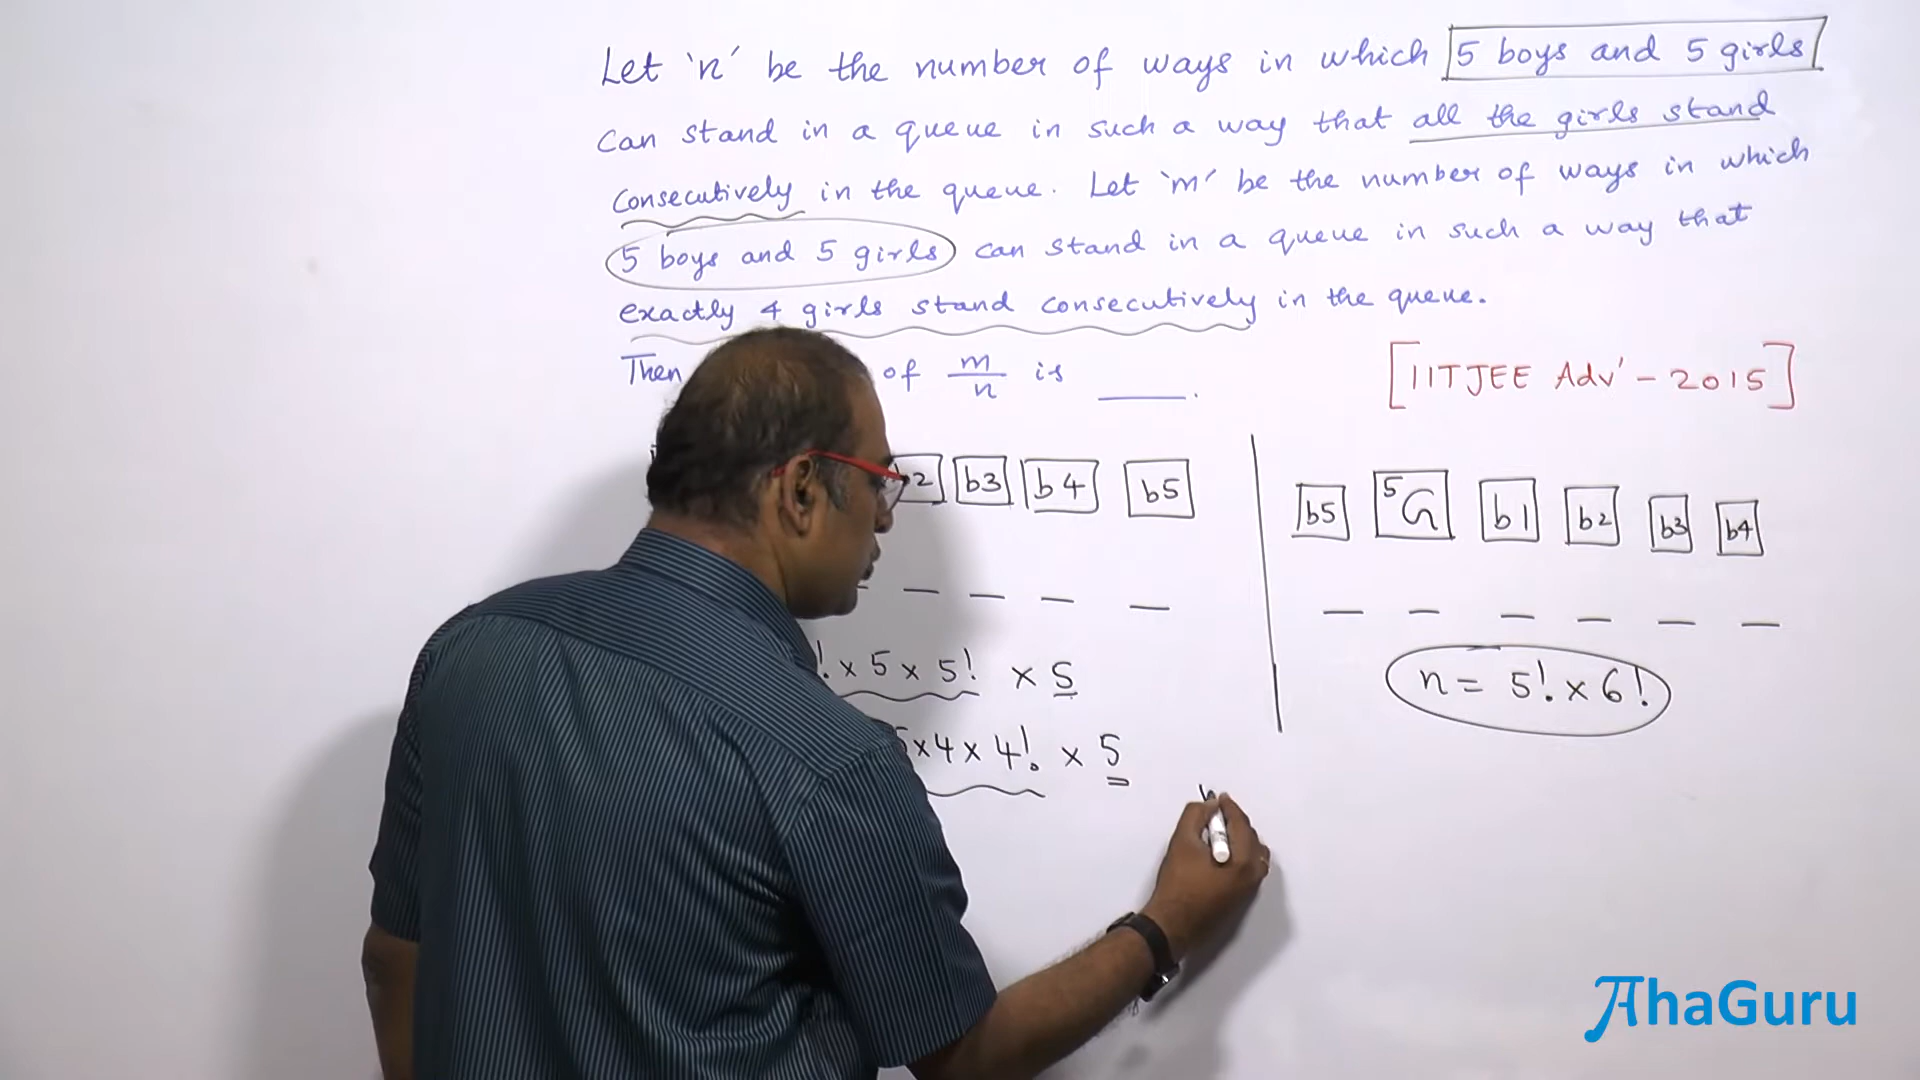 Let 'n' be the number of ways in which 5 boys and 5 girls
can stand in a queue in such a way that all the girls stand
consecutively in the queue. Let 'm' be the number of ways in which
5 boys and 5 girls can stand in a queue in such a way that
exactly 4 girls stand consecutively in the queue.
Then of m/n is ____.
[IITJEE Adv' - 2015]
b2 b3 b4 b5
b5 5G b1 b2 b3 b4
! x 5 x 5! x 5
n = 5! x 6!
x 4 x 4! x 5
AhaGuru